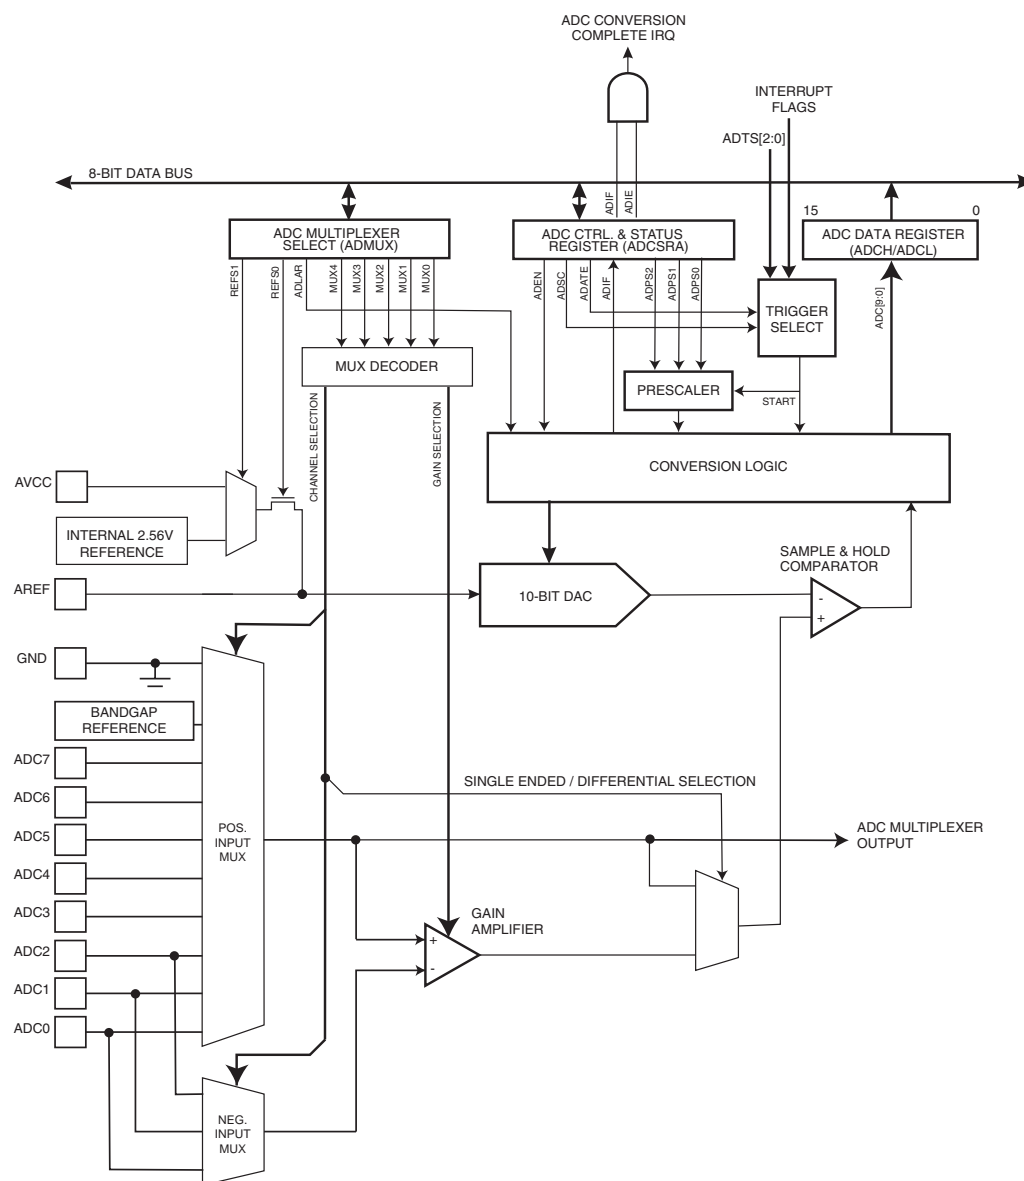 ADC CONVERSION
COMPLETE IRQ
INTERRUPT
FLAGS
ADTS[2:0]
8-BIT DATA BUS
ADIF
ADIE
15
0
ADC MULTIPLEXER
SELECT (ADMUX)
ADC CTRL. & STATUS
REGISTER (ADCSRA)
ADC DATA REGISTER
(ADCH/ADCL)
REFS1
REFS0
ADLAR
MUX4
MUX3
MUX2
MUX1
MUX0
ADEN
ADSC
ADATE
ADIF
ADPS2
ADPS1
ADPS0
ADC[9:0]
TRIGGER
SELECT
MUX DECODER
PRESCALER
START
CHANNEL SELECTION
GAIN SELECTION
CONVERSION LOGIC
AVCC
INTERNAL 2.56V
REFERENCE
SAMPLE & HOLD
COMPARATOR
AREF
10-BIT DAC
-
+
GND
BANDGAP
REFERENCE
ADC7
SINGLE ENDED / DIFFERENTIAL SELECTION
ADC6
ADC5
POS.
INPUT
MUX
ADC MULTIPLEXER
OUTPUT
ADC4
ADC3
GAIN
AMPLIFIER
+
-
ADC2
ADC1
ADC0
NEG.
INPUT
MUX